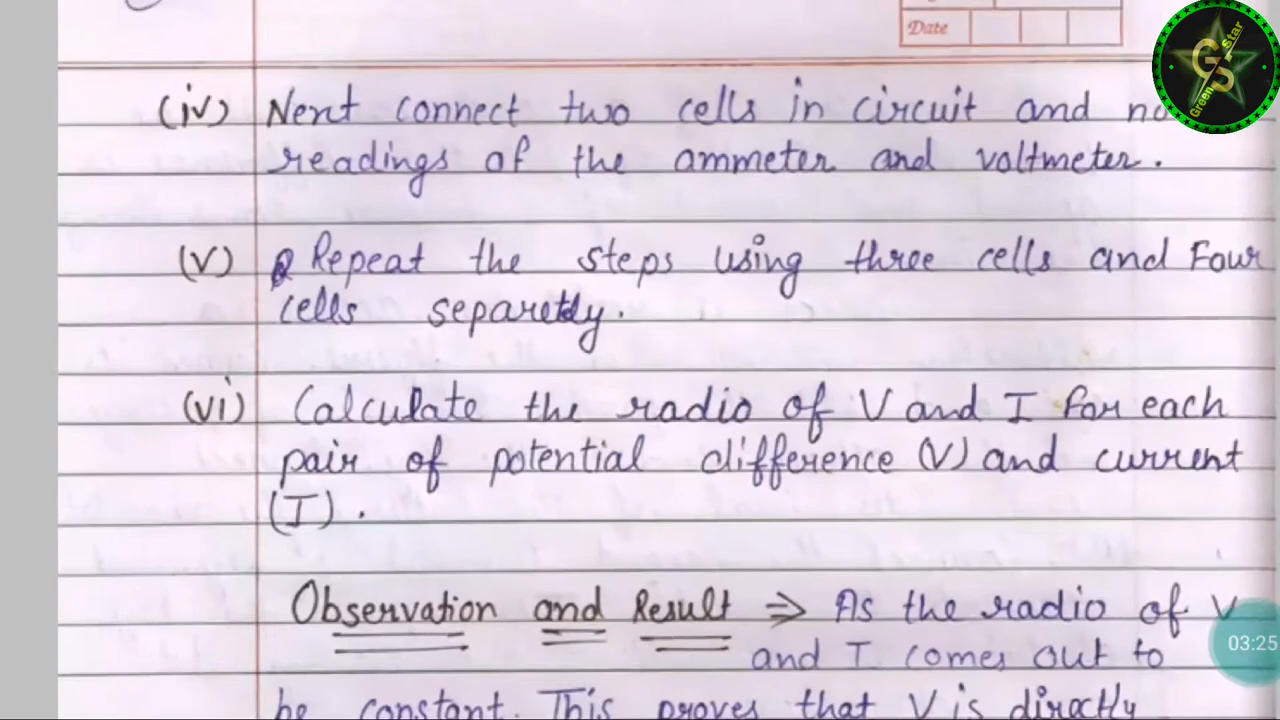 Date
Green Star
GS
(iv) Next connect two cells in circuit and
readings of the ammeter and voltmeter.
(v) Repeat the steps using three cells and Four
cells separetly.
(vi) Calculate the radio of V and I for each
pair of potential difference (V) and current
(I).
Observation and Result ⇒ As the radio of V
and I comes out to
03:25
be constant. This proves that V is directly